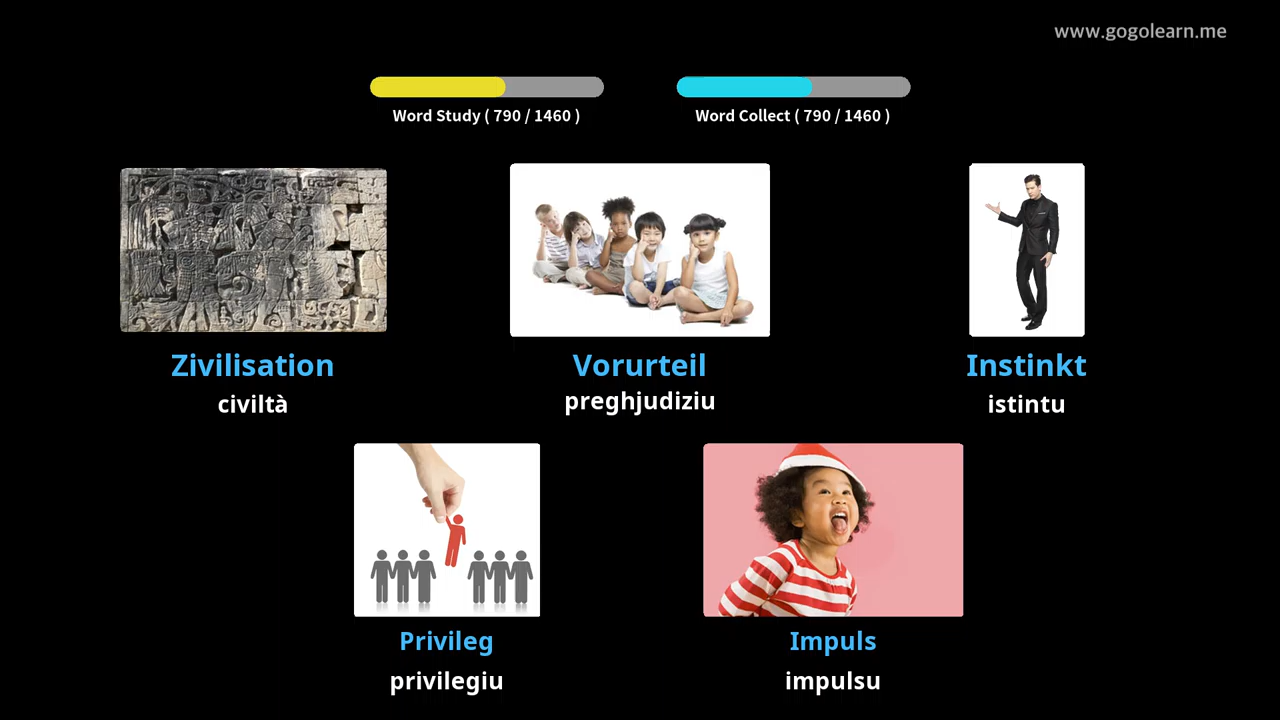 www.gogolearn.me
Word Study ( 790 / 1460 )
Word Collect ( 790 / 1460 )
Zivilisation
civiltà
Vorurteil
preghjudiziu
Instinkt
istintu
Privileg
privilegiu
Impuls
impulsu